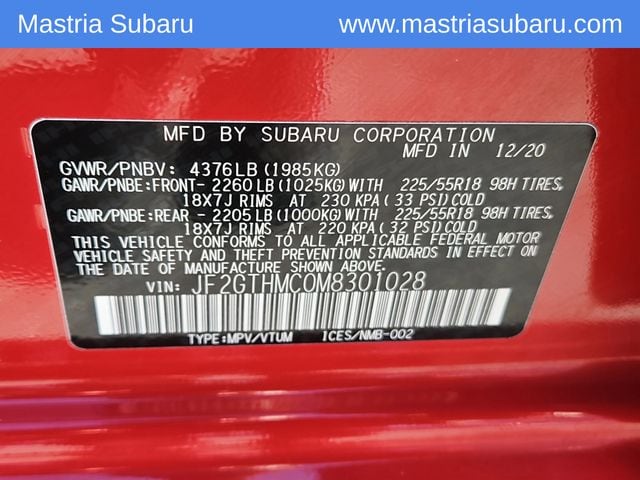 Mastria Subaru
www.mastriasubaru.com
MFD BY SUBARU CORPORATION
MFD IN 12/20
GVWR/PNBV: 4376LB (1985KG)
GAWR/PNBE:FRONT- 2260LB (1025KG)WITH 225/55R18 98H TIRES,
18X7J RIMS AT 230 KPA (33 PSI)COLD
GAWR/PNBE:REAR - 2205LB (1000KG)WITH 225/55R18 98H TIRES,
18X7J RIMS AT 220 KPA (32 PSI)COLD
THIS VEHICLE CONFORMS TO ALL APPLICABLE FEDERAL MOTOR
VEHICLE SAFETY AND THEFT PREVENTION STANDARDS IN EFFECT
ON THE DATE OF MANUFACTURE SHOWN ABOVE.
VIN: JF2GTHMC0M8301028
TYPE:MPV/VTUM ICES/NMB-002